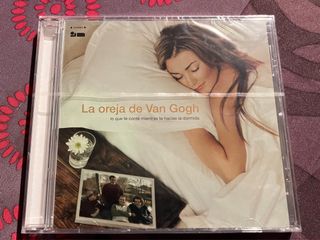 La oreja de Van Gogh
lo que te conté mientras te hacías la dormida